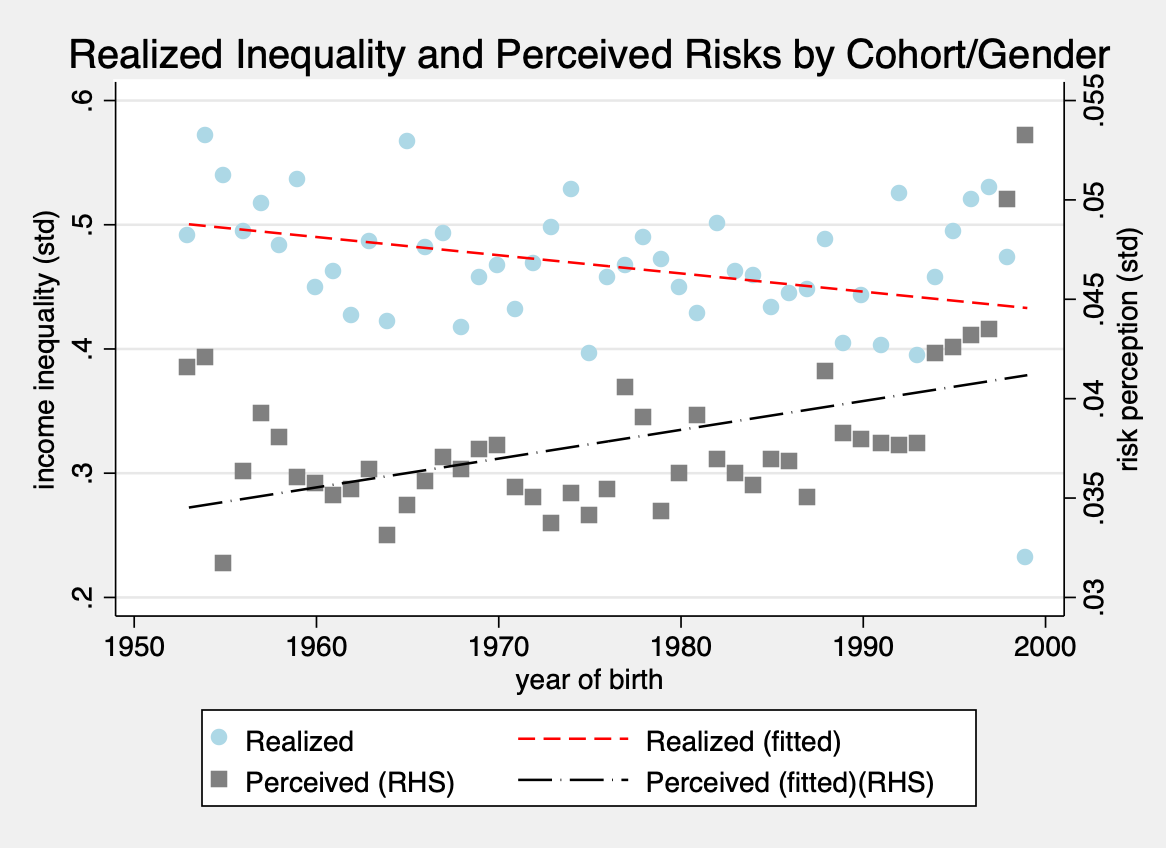 Realized Inequality and Perceived Risks by Cohort/Gender
income inequality (std)
.6
.5
.4
.3
.2
.055
.05
.045
.04
.035
.03
risk perception (std)
1950 1960 1970 1980 1990 2000
year of birth
Realized Realized (fitted)
Perceived (RHS) Perceived (fitted)(RHS)